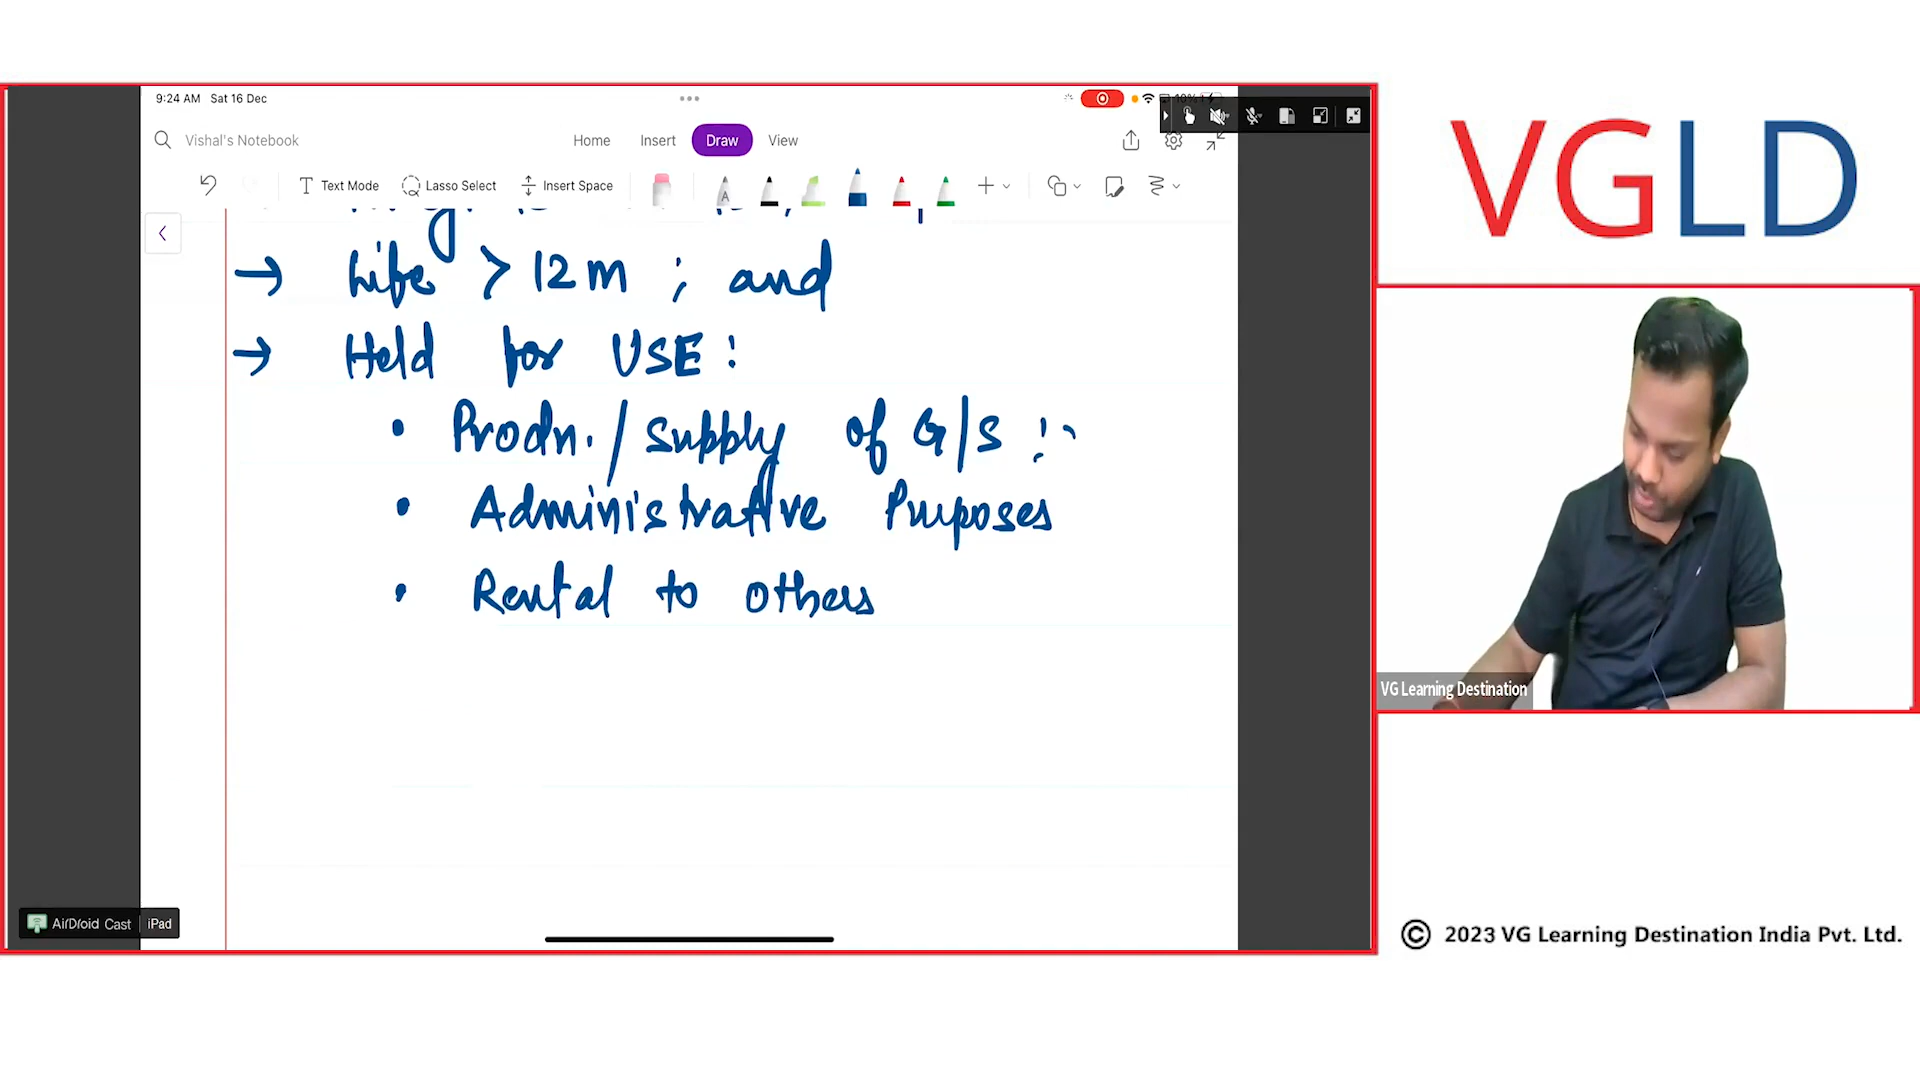 9:24 AM Sat 16 Dec
10%
Vishal's Notebook
Home Insert Draw View
Text Mode Lasso Select Insert Space
→ Life > 12 m ; and
→ Held for USE :
• Prodn. / Supply of G/S :-
• Administrative Purposes
• Rental to others
VGLD
VG Learning Destination
AirDroid Cast iPad
© 2023 VG Learning Destination India Pvt. Ltd.